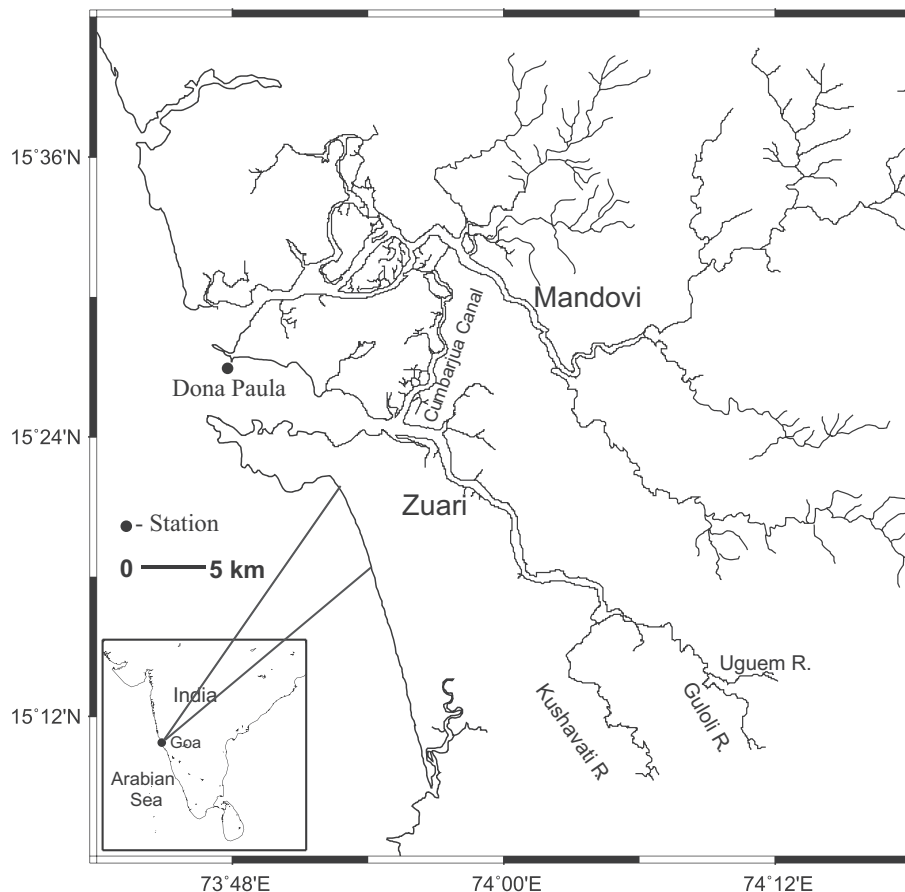 15°36'N
Mandovi
Cumbarjua Canal
Dona Paula
15°24'N
Zuari
●- Station
0 5 km
Uguem R.
India
Guloli R.
Kushavati R
15°12'N
Goa
Arabian
Sea
73°48'E 74°00'E 74°12'E